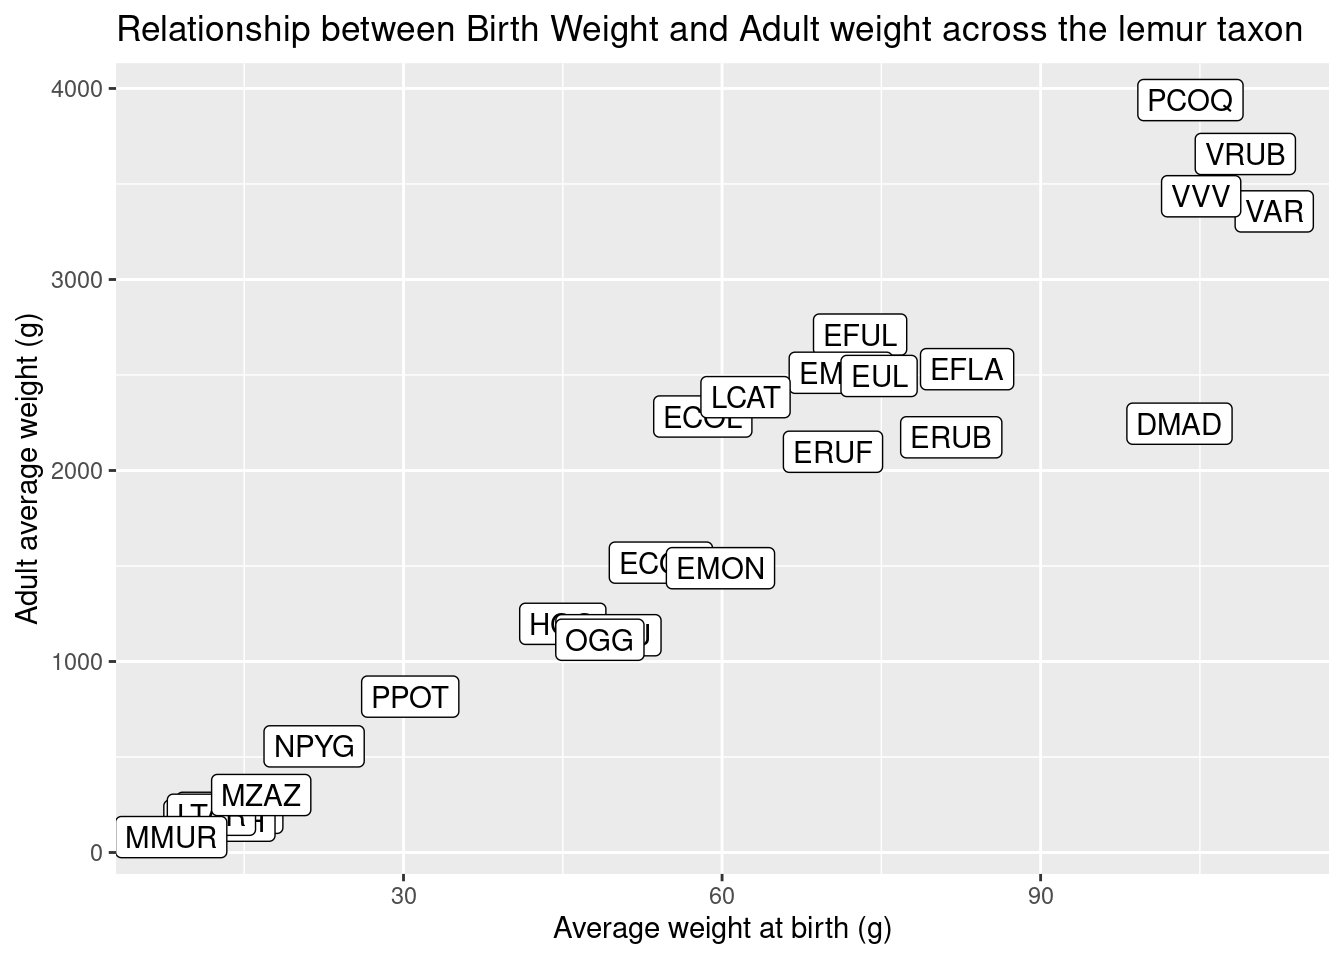 Relationship between Birth Weight and Adult weight across the lemur taxon
4000
PCOQ
VRUB
VVV
VAR
3000
EFUL
EUL
EFLA
LCAT
DMAD
ERUB
ERUF
2000
EMON
OGG
1000
PPOT
NPYG
MZAZ
MMUR
0
30
60
90
Adult average weight (g)
Average weight at birth (g)